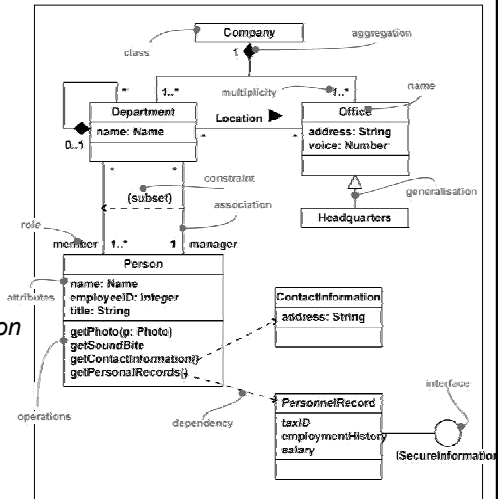 Company
class
aggregation
1
*
1..*
multiplicity
1..*
name
Department
name: Name
Location
Office
address: String
voice: Number
0..1
*
*
*
*
constraint
{subset}
association
generalisation
Headquarters
role
member
1..*
1
manager
Person
name: Name
employeeID: Integer
title: String
attributes
on
getPhoto(p: Photo)
getSoundBite
getContactInformation()
getPersonalRecords()
operations
ContactInformation
address: String
dependency
interface
PersonnelRecord
taxID
employmentHistory
salary
ISecureInformation